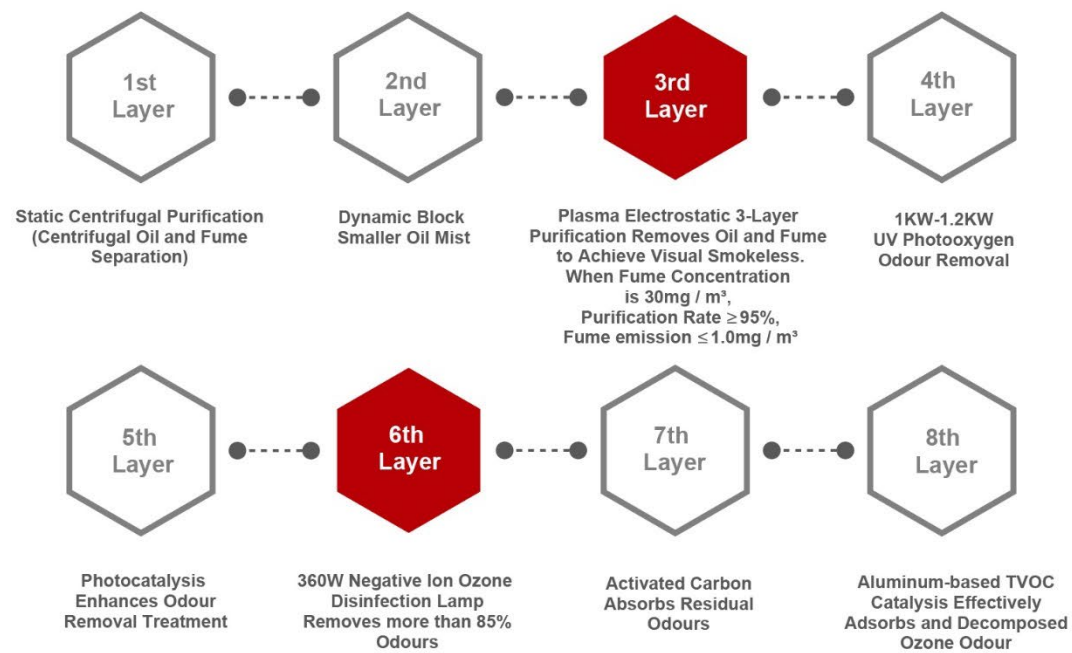 1st
Layer
2nd
Layer
3rd
Layer
4th
Layer
Static Centrifugal Purification
(Centrifugal Oil and Fume
Separation)
Dynamic Block
Smaller Oil Mist
Plasma Electrostatic 3-Layer
Purification Removes Oil and Fume
to Achieve Visual Smokeless.
When Fume Concentration
is 30mg / m³,
Purification Rate ≥95%,
Fume emission ≤1.0mg / m³
1KW-1.2KW
UV Photooxygen
Odour Removal
5th
Layer
6th
Layer
7th
Layer
8th
Layer
Photocatalysis
Enhances Odour
Removal Treatment
360W Negative Ion Ozone
Disinfection Lamp
Removes more than 85%
Odours
Activated Carbon
Absorbs Residual
Odours
Aluminum-based TVOC
Catalysis Effectively
Adsorbs and Decomposed
Ozone Odour